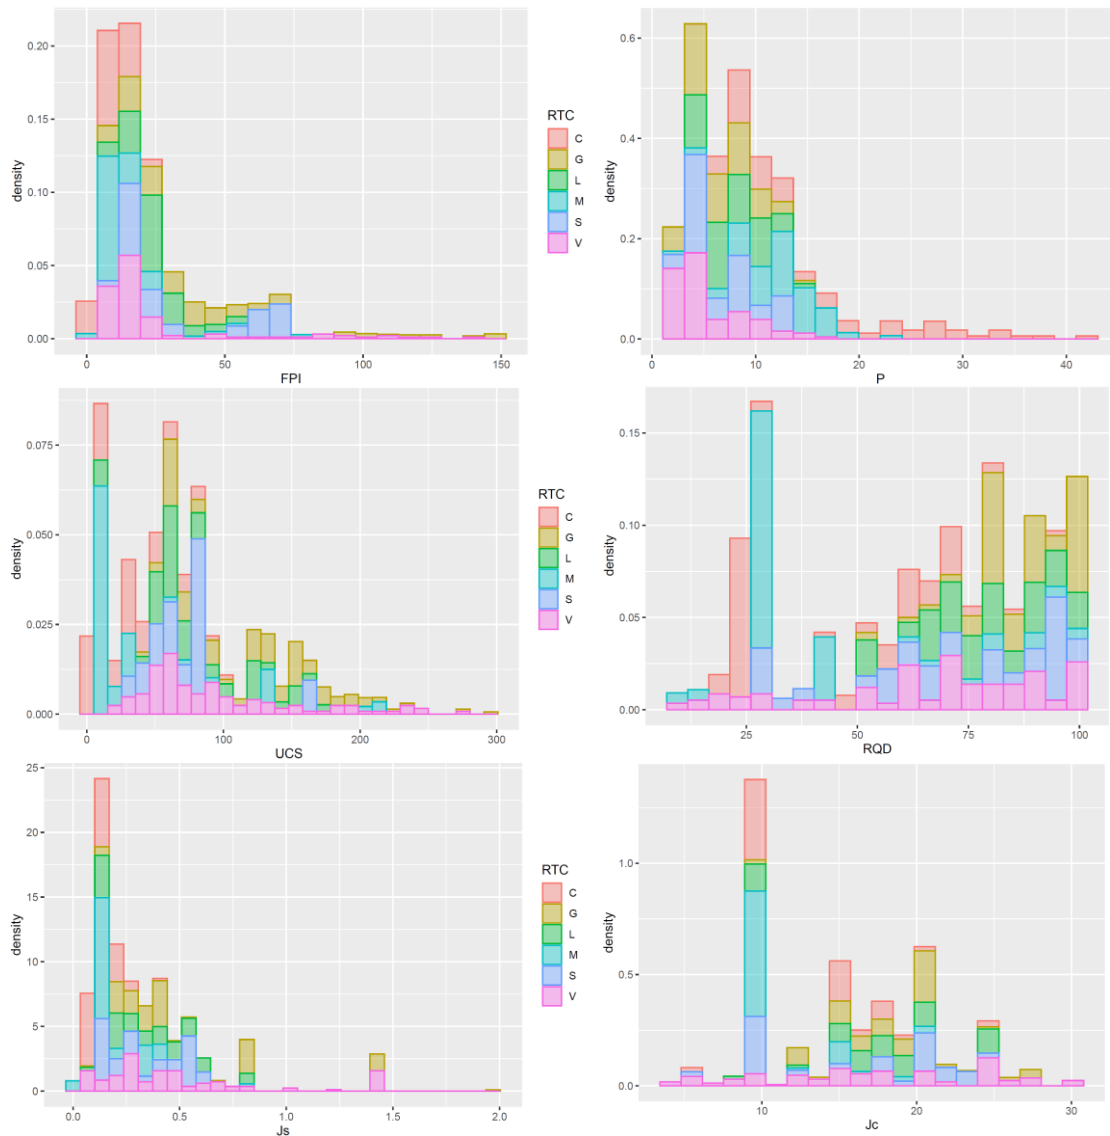 0.20
0.15
0.10
0.05
0.00
density
0
50
100
150
FPI
RTC
C
G
L
M
S
V
0.6
0.4
0.2
0.0
density
0
10
20
30
40
P
0.075
0.050
0.025
0.000
density
0
100
200
300
UCS
RTC
C
G
L
M
S
V
0.15
0.10
0.05
0.00
density
25
50
75
100
RQD
25
20
15
10
5
0
density
0.0
0.5
1.0
1.5
2.0
Js
RTC
C
G
L
M
S
V
1.0
0.5
0.0
density
10
20
30
Jc